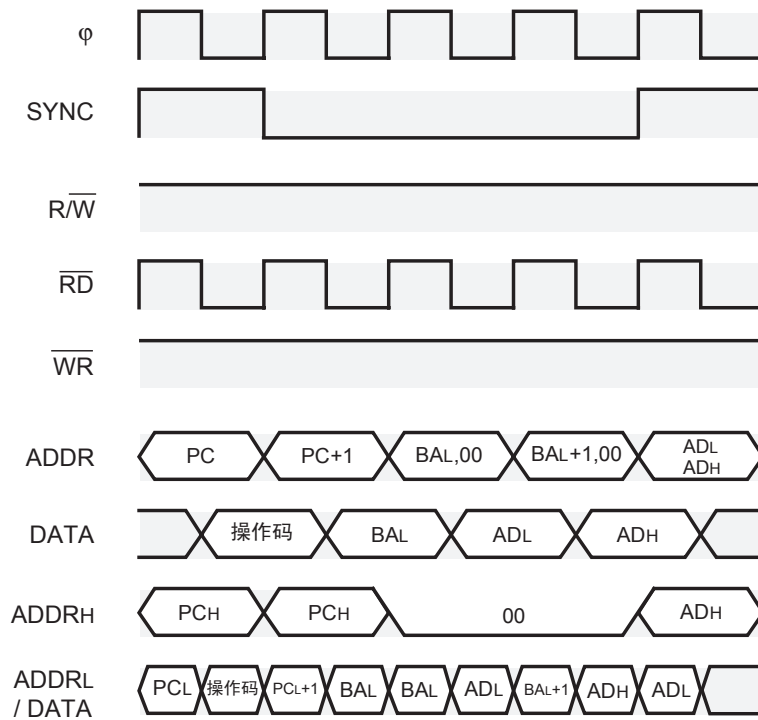 φ
SYNC
R/W̅
R̅D̅
W̅R̅
ADDR PC PC+1 BAL,00 BAL+1,00 ADL
ADH
DATA 操作码 BAL ADL ADH
ADDRH PCH PCH 00 ADH
ADDRL
/ DATA PCL 操作码 PCL+1 BAL BAL ADL BAL+1 ADH ADL